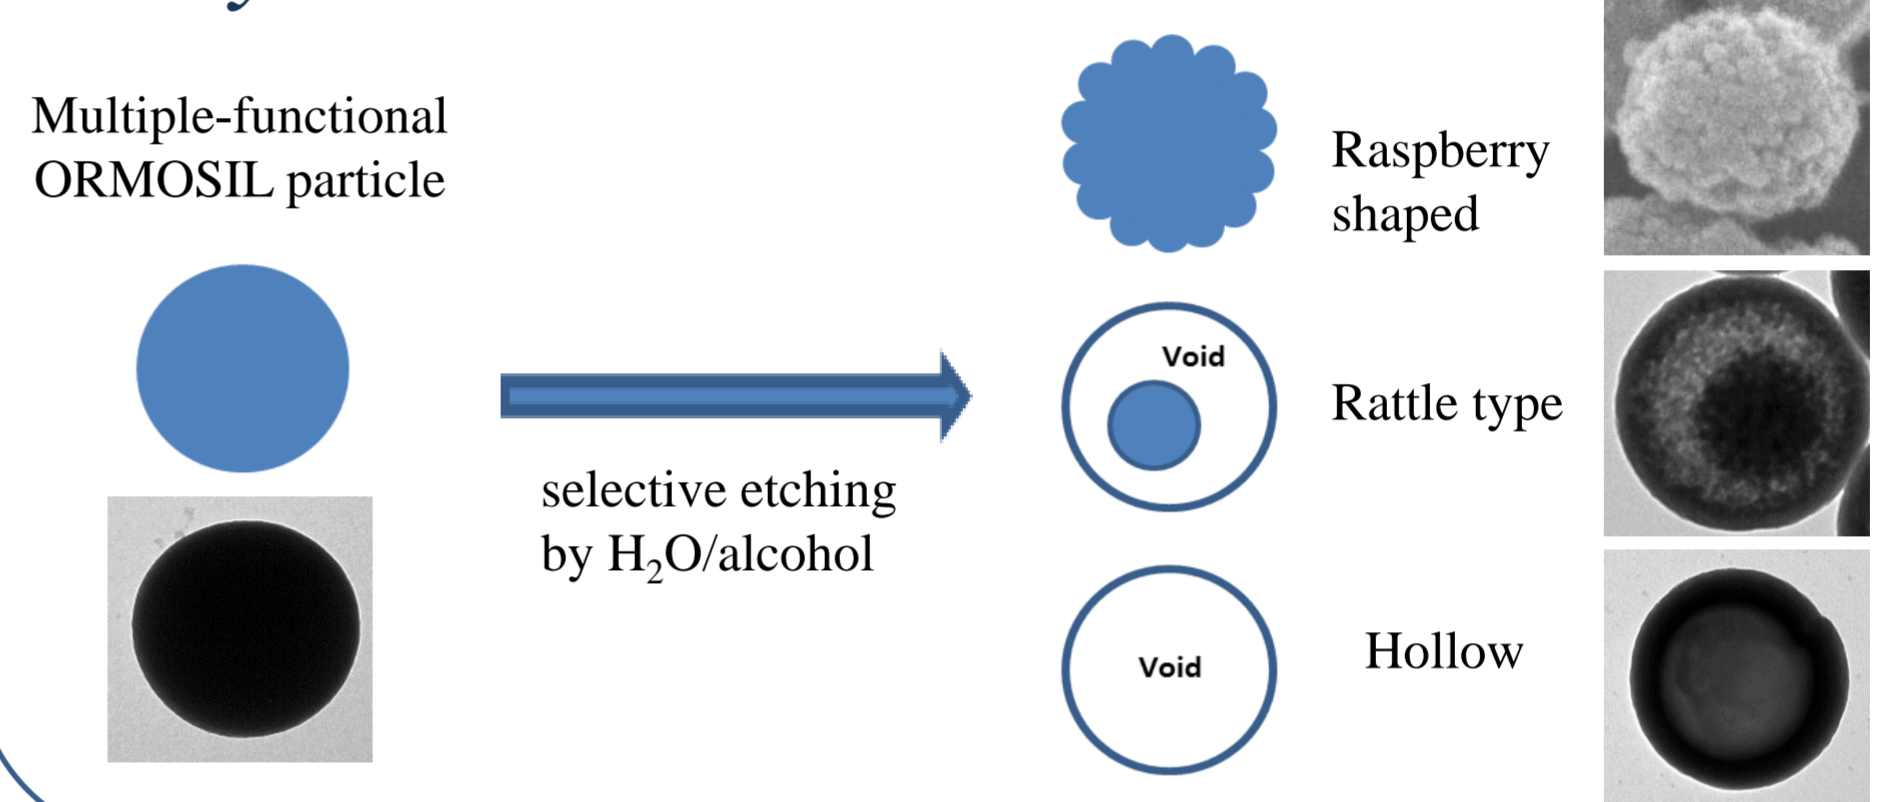 Multiple-functional
ORMOSIL particle
selective etching
by H₂O/alcohol
Raspberry
shaped
Void
Rattle type
Void
Hollow